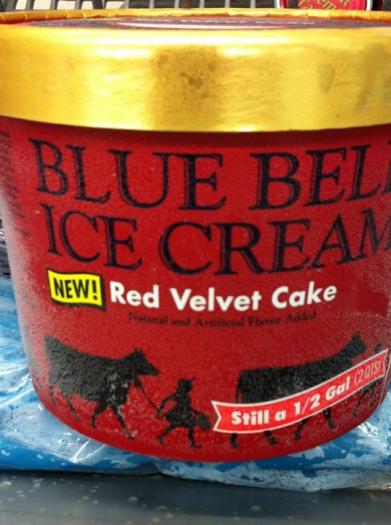 BLUE BEL
ICE CREAM
NEW! Red Velvet Cake
Natural and Artificial Flavor Added
Still a 1/2 Gal (2 QTS)